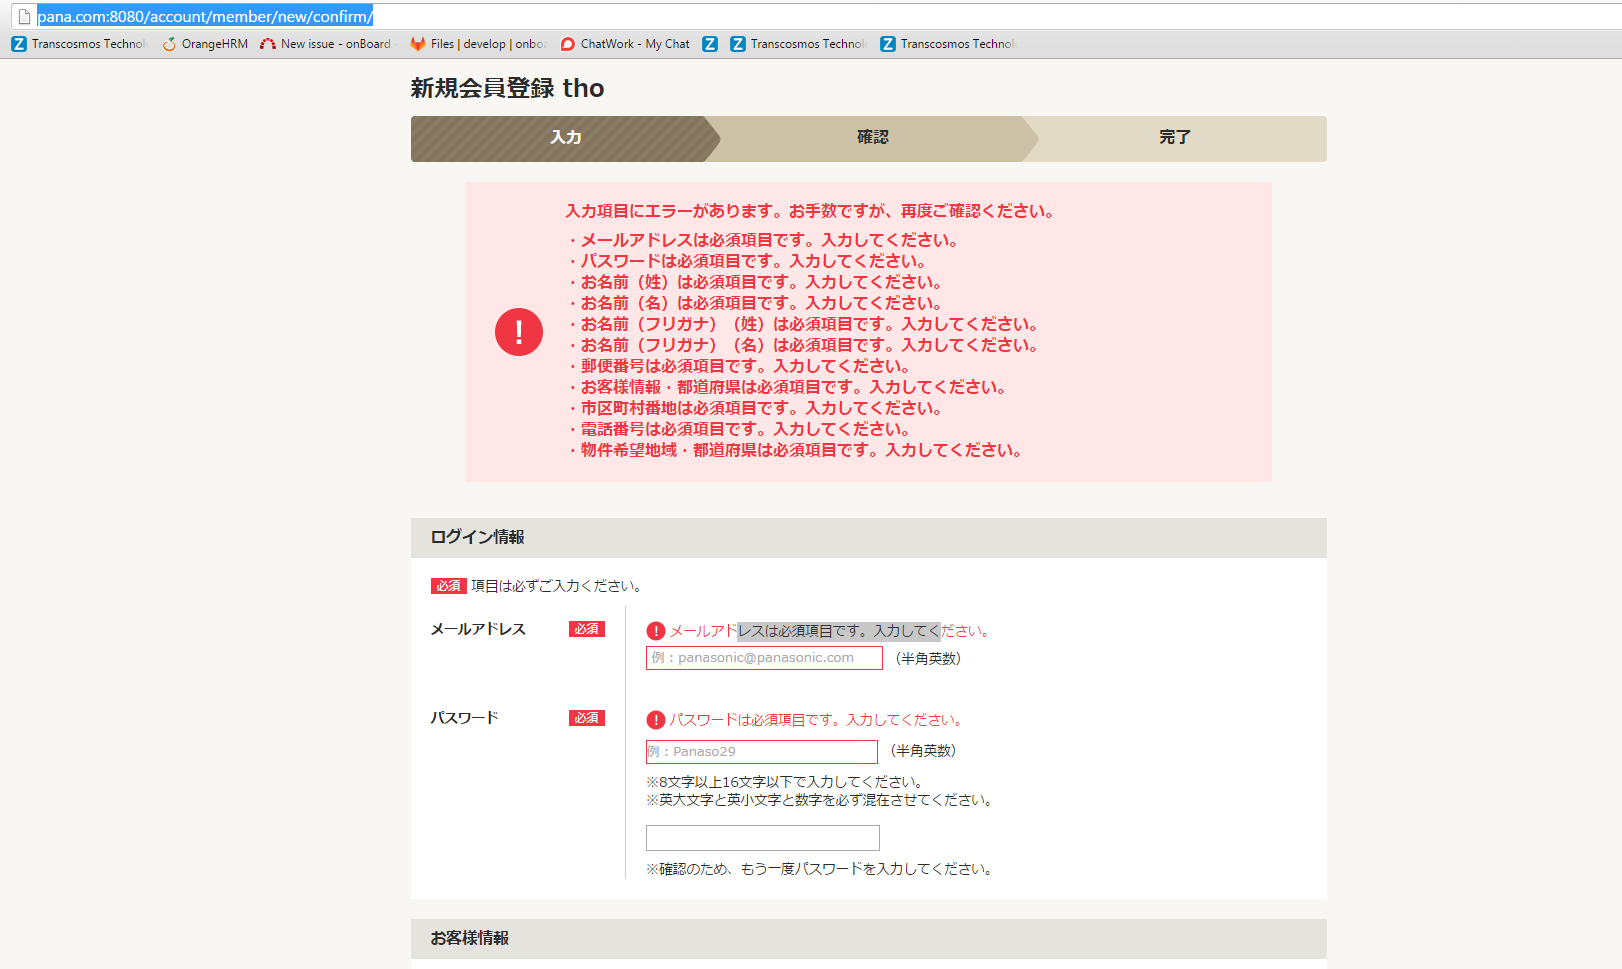 pana.com:8080/account/member/new/confirm/
Transcosmos Technol OrangeHRM New issue - onBoard Files | develop | onbo ChatWork - My Chat Transcosmos Technol Transcosmos Technol
新規会員登録 tho
入力 確認 完了
入力項目にエラーがあります。お手数ですが、再度ご確認ください。
・メールアドレスは必須項目です。入力してください。
・パスワードは必須項目です。入力してください。
・お名前（姓）は必須項目です。入力してください。
・お名前（名）は必須項目です。入力してください。
・お名前（フリガナ）（姓）は必須項目です。入力してください。
・お名前（フリガナ）（名）は必須項目です。入力してください。
・郵便番号は必須項目です。入力してください。
・お客様情報・都道府県は必須項目です。入力してください。
・市区町村番地は必須項目です。入力してください。
・電話番号は必須項目です。入力してください。
・物件希望地域・都道府県は必須項目です。入力してください。
ログイン情報
必須 項目は必ずご入力ください。
メールアドレス 必須 メールアドレスは必須項目です。入力してください。
例：panasonic@panasonic.com （半角英数）
パスワード 必須 パスワードは必須項目です。入力してください。
例：Panaso29 （半角英数）
※8文字以上16文字以下で入力してください。
※英大文字と英小文字と数字を必ず混在させてください。
※確認のため、もう一度パスワードを入力してください。
お客様情報